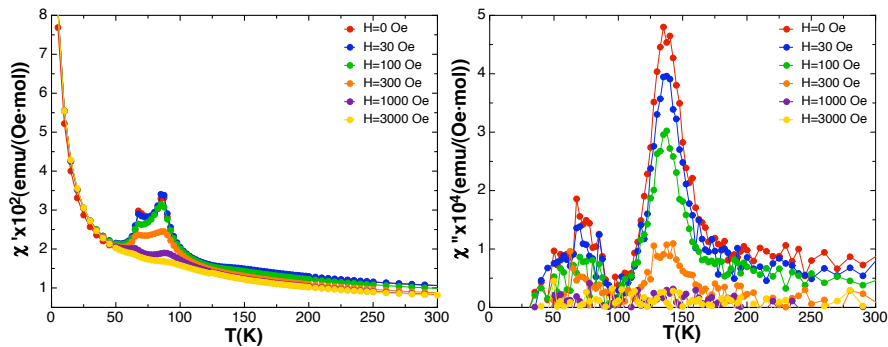 8
7
6
5
4
3
2
1
0
50
100
150
200
250
300
χ 'x10²(emu/(Oe·mol))
T(K)
H=0 Oe
H=30 Oe
H=100 Oe
H=300 Oe
H=1000 Oe
H=3000 Oe
5
4
3
2
1
0
0
50
100
150
200
250
300
χ "x10⁴(emu/(Oe·mol))
T(K)
H=0 Oe
H=30 Oe
H=100 Oe
H=300 Oe
H=1000 Oe
H=3000 Oe